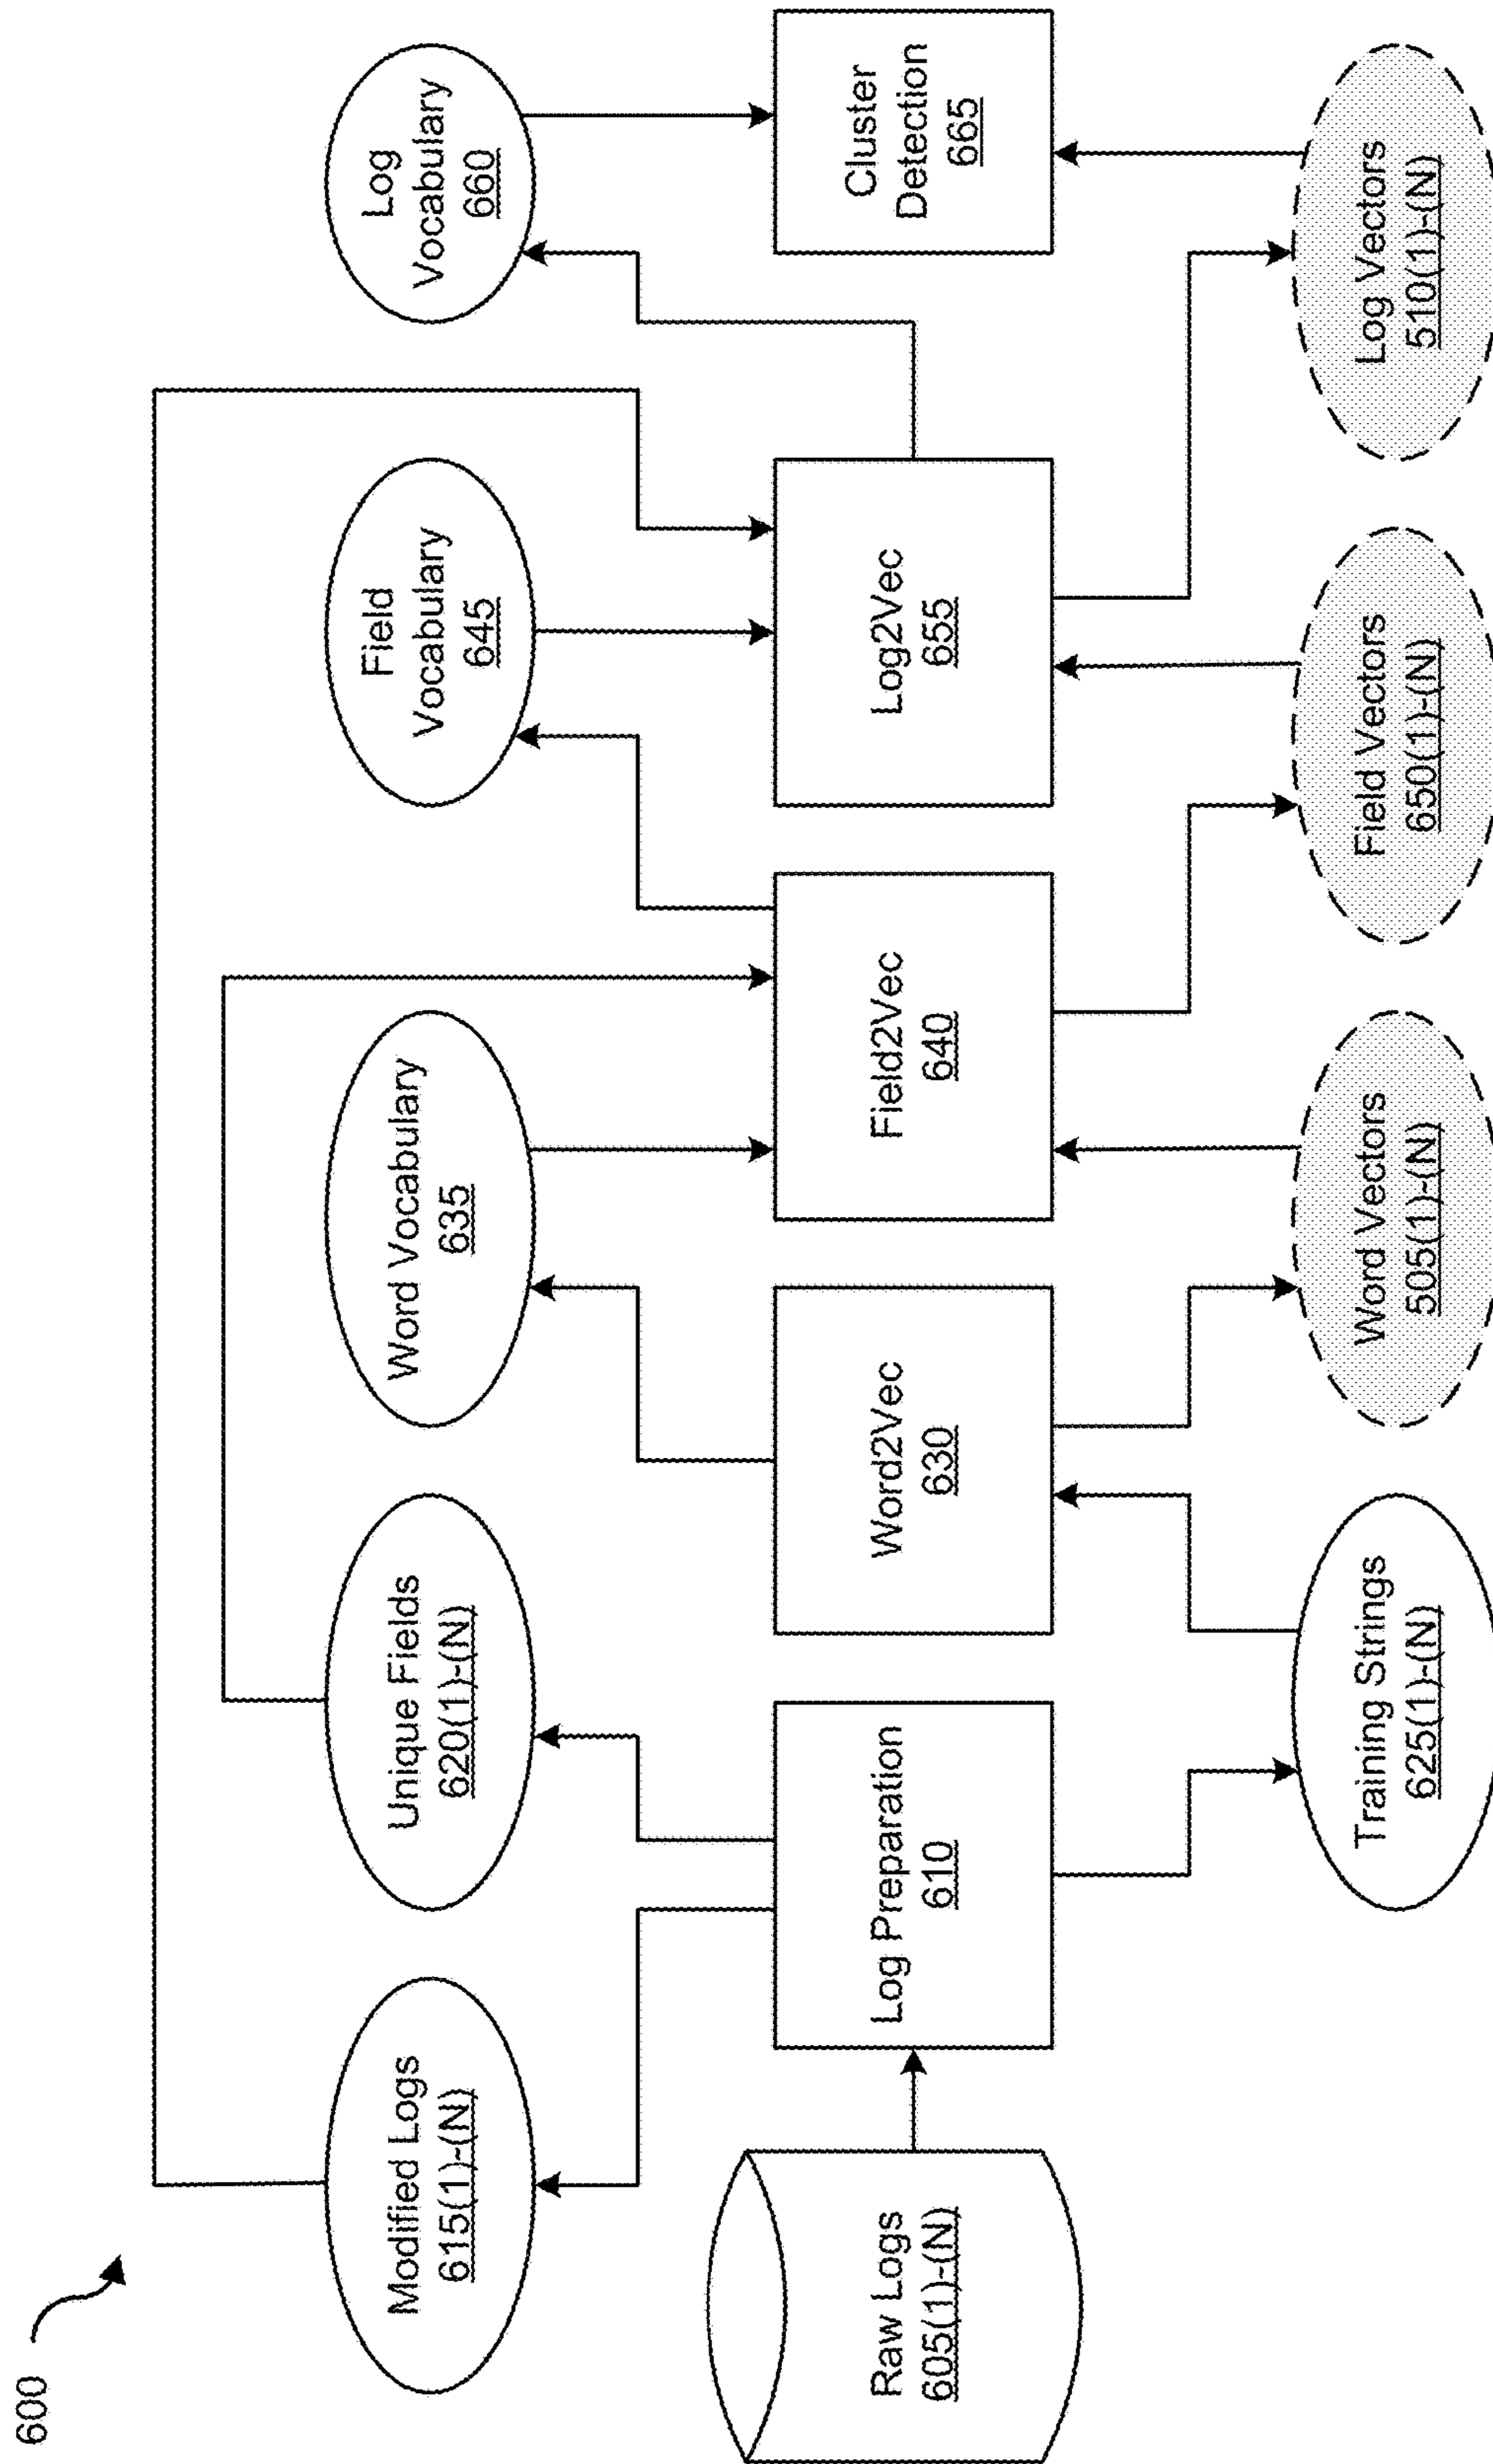 600
Modified Logs
615(1)-(N)
Unique Fields
620(1)-(N)
Word Vocabulary
635
Field
Vocabulary
645
Log
Vocabulary
660
Raw Logs
605(1)-(N)
Log Preparation
610
Word2Vec
630
Field2Vec
640
Log2Vec
655
Cluster
Detection
665
Training Strings
625(1)-(N)
Word Vectors
505(1)-(N)
Field Vectors
650(1)-(N)
Log Vectors
510(1)-(N)